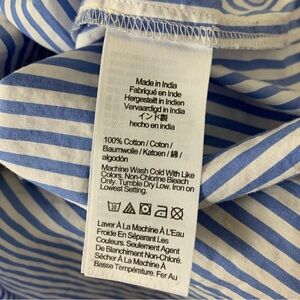 Made in India
Fabriqué en Inde
Hergestellt in Indien
Vervaardigd in India
インド製
hecho en india
100% Cotton / Coton /
Baumwolle / Katoen / 綿 /
algodón
Machine Wash Cold With Like
Colors. Non-Chlorine Bleach
Only. Tumble Dry Low. Iron on
Lowest Setting.
Laver À La Machine À L'Eau
Froide En Séparant Les
Couleurs. Seulement Agent
De Blanchiment Non-Chloré.
Sécher À La Machine À
Basse Température. Fer Au